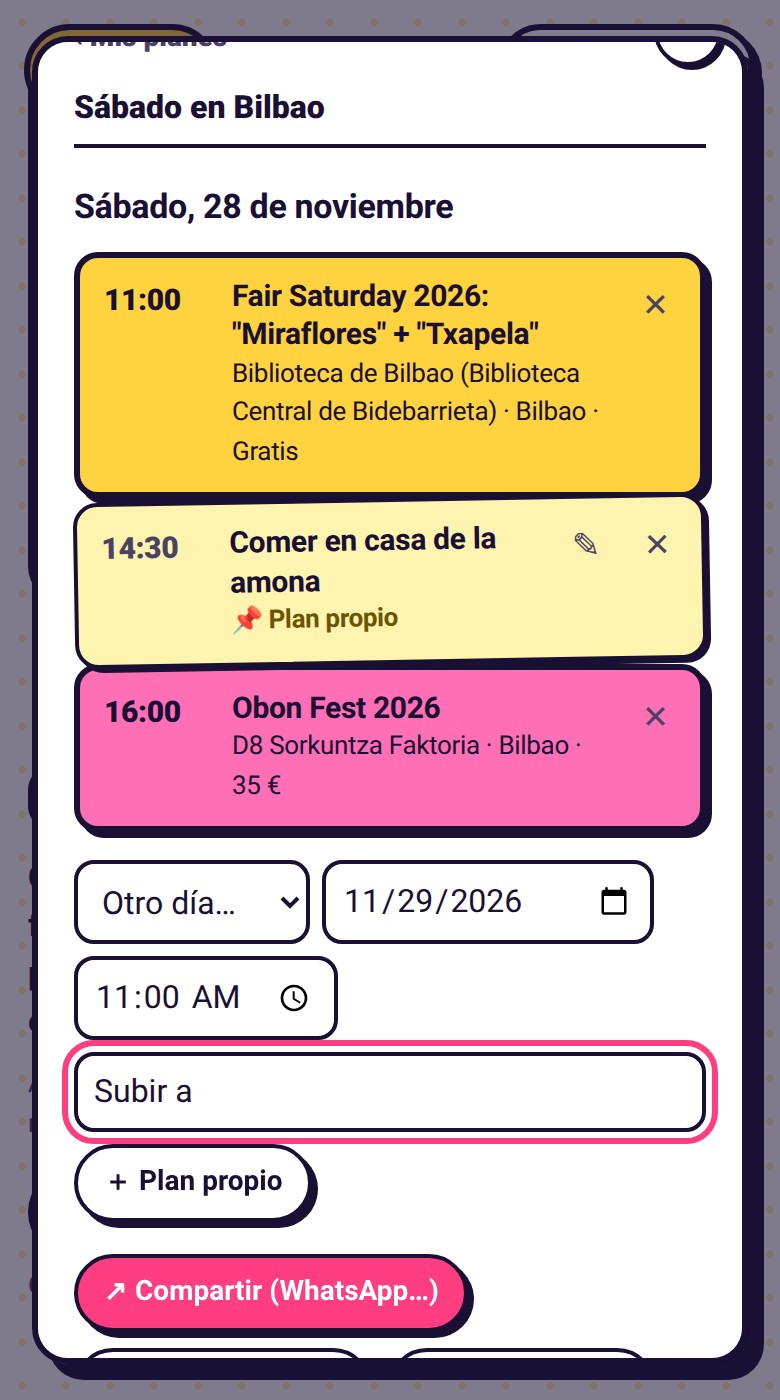 ‹ Mis planes
Sábado en Bilbao
Sábado, 28 de noviembre
11:00
Fair Saturday 2026:
"Miraflores" + "Txapela"
✕
Biblioteca de Bilbao (Biblioteca
Central de Bidebarrieta) · Bilbao ·
Gratis
14:30
Comer en casa de la
amona
✎ ✕
📌 Plan propio
16:00
Obon Fest 2026
✕
D8 Sorkuntza Faktoria · Bilbao ·
35 €
Otro día...
11/29/2026
11:00 AM
Subir a
+ Plan propio
↗ Compartir (WhatsApp...)